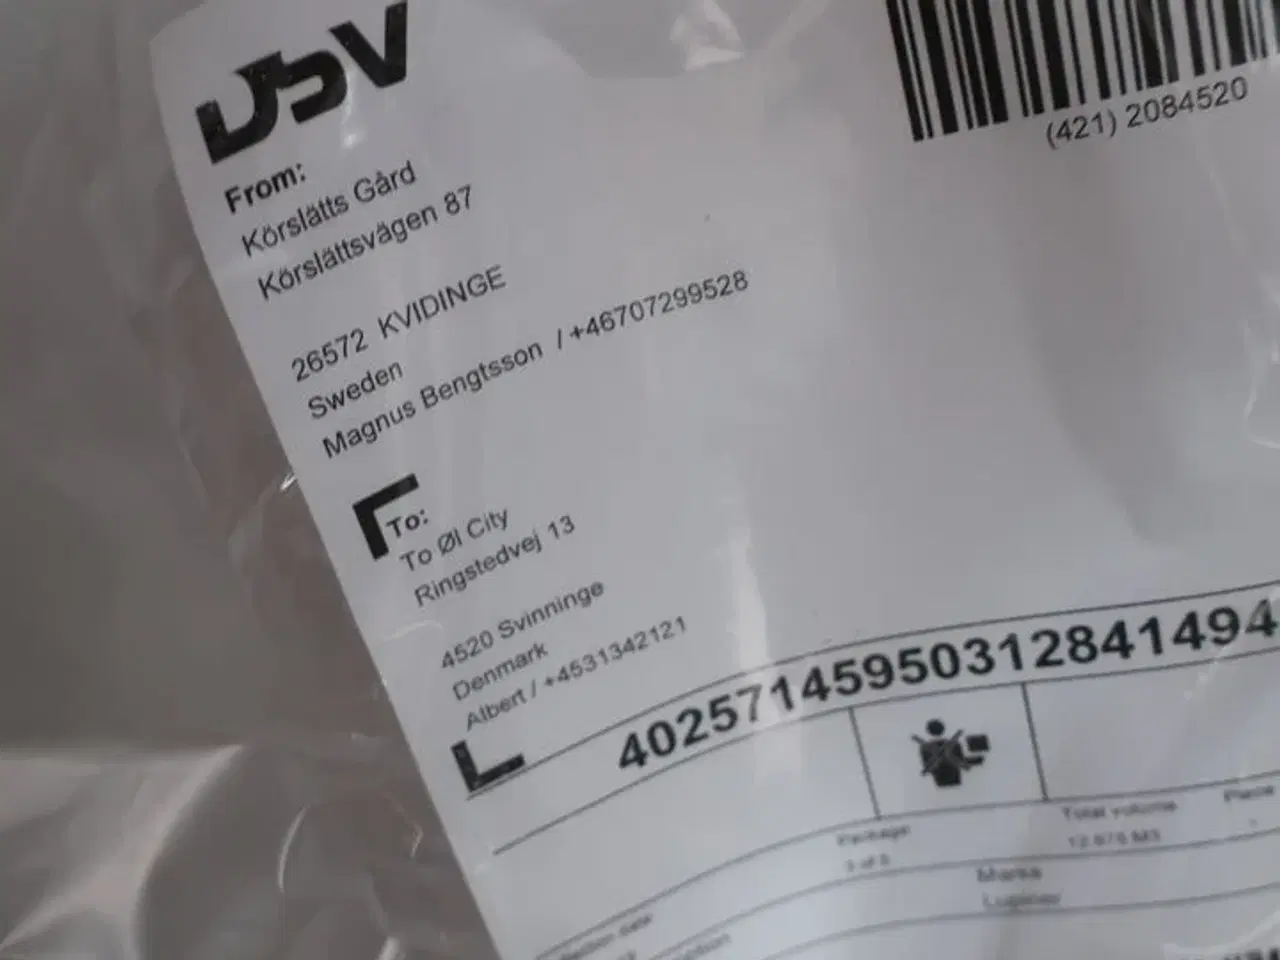 DSV
(421) 2084520
From:
Körslätts Gård
Körslättsvägen 87
26572 KVIDINGE
Sweden
Magnus Bengtsson / +46707299528
To:
To Øl City
Ringstedvej 13
4520 Svinninge
Denmark
Albert / +4531342121
40257145950312841494
Package
Total volume